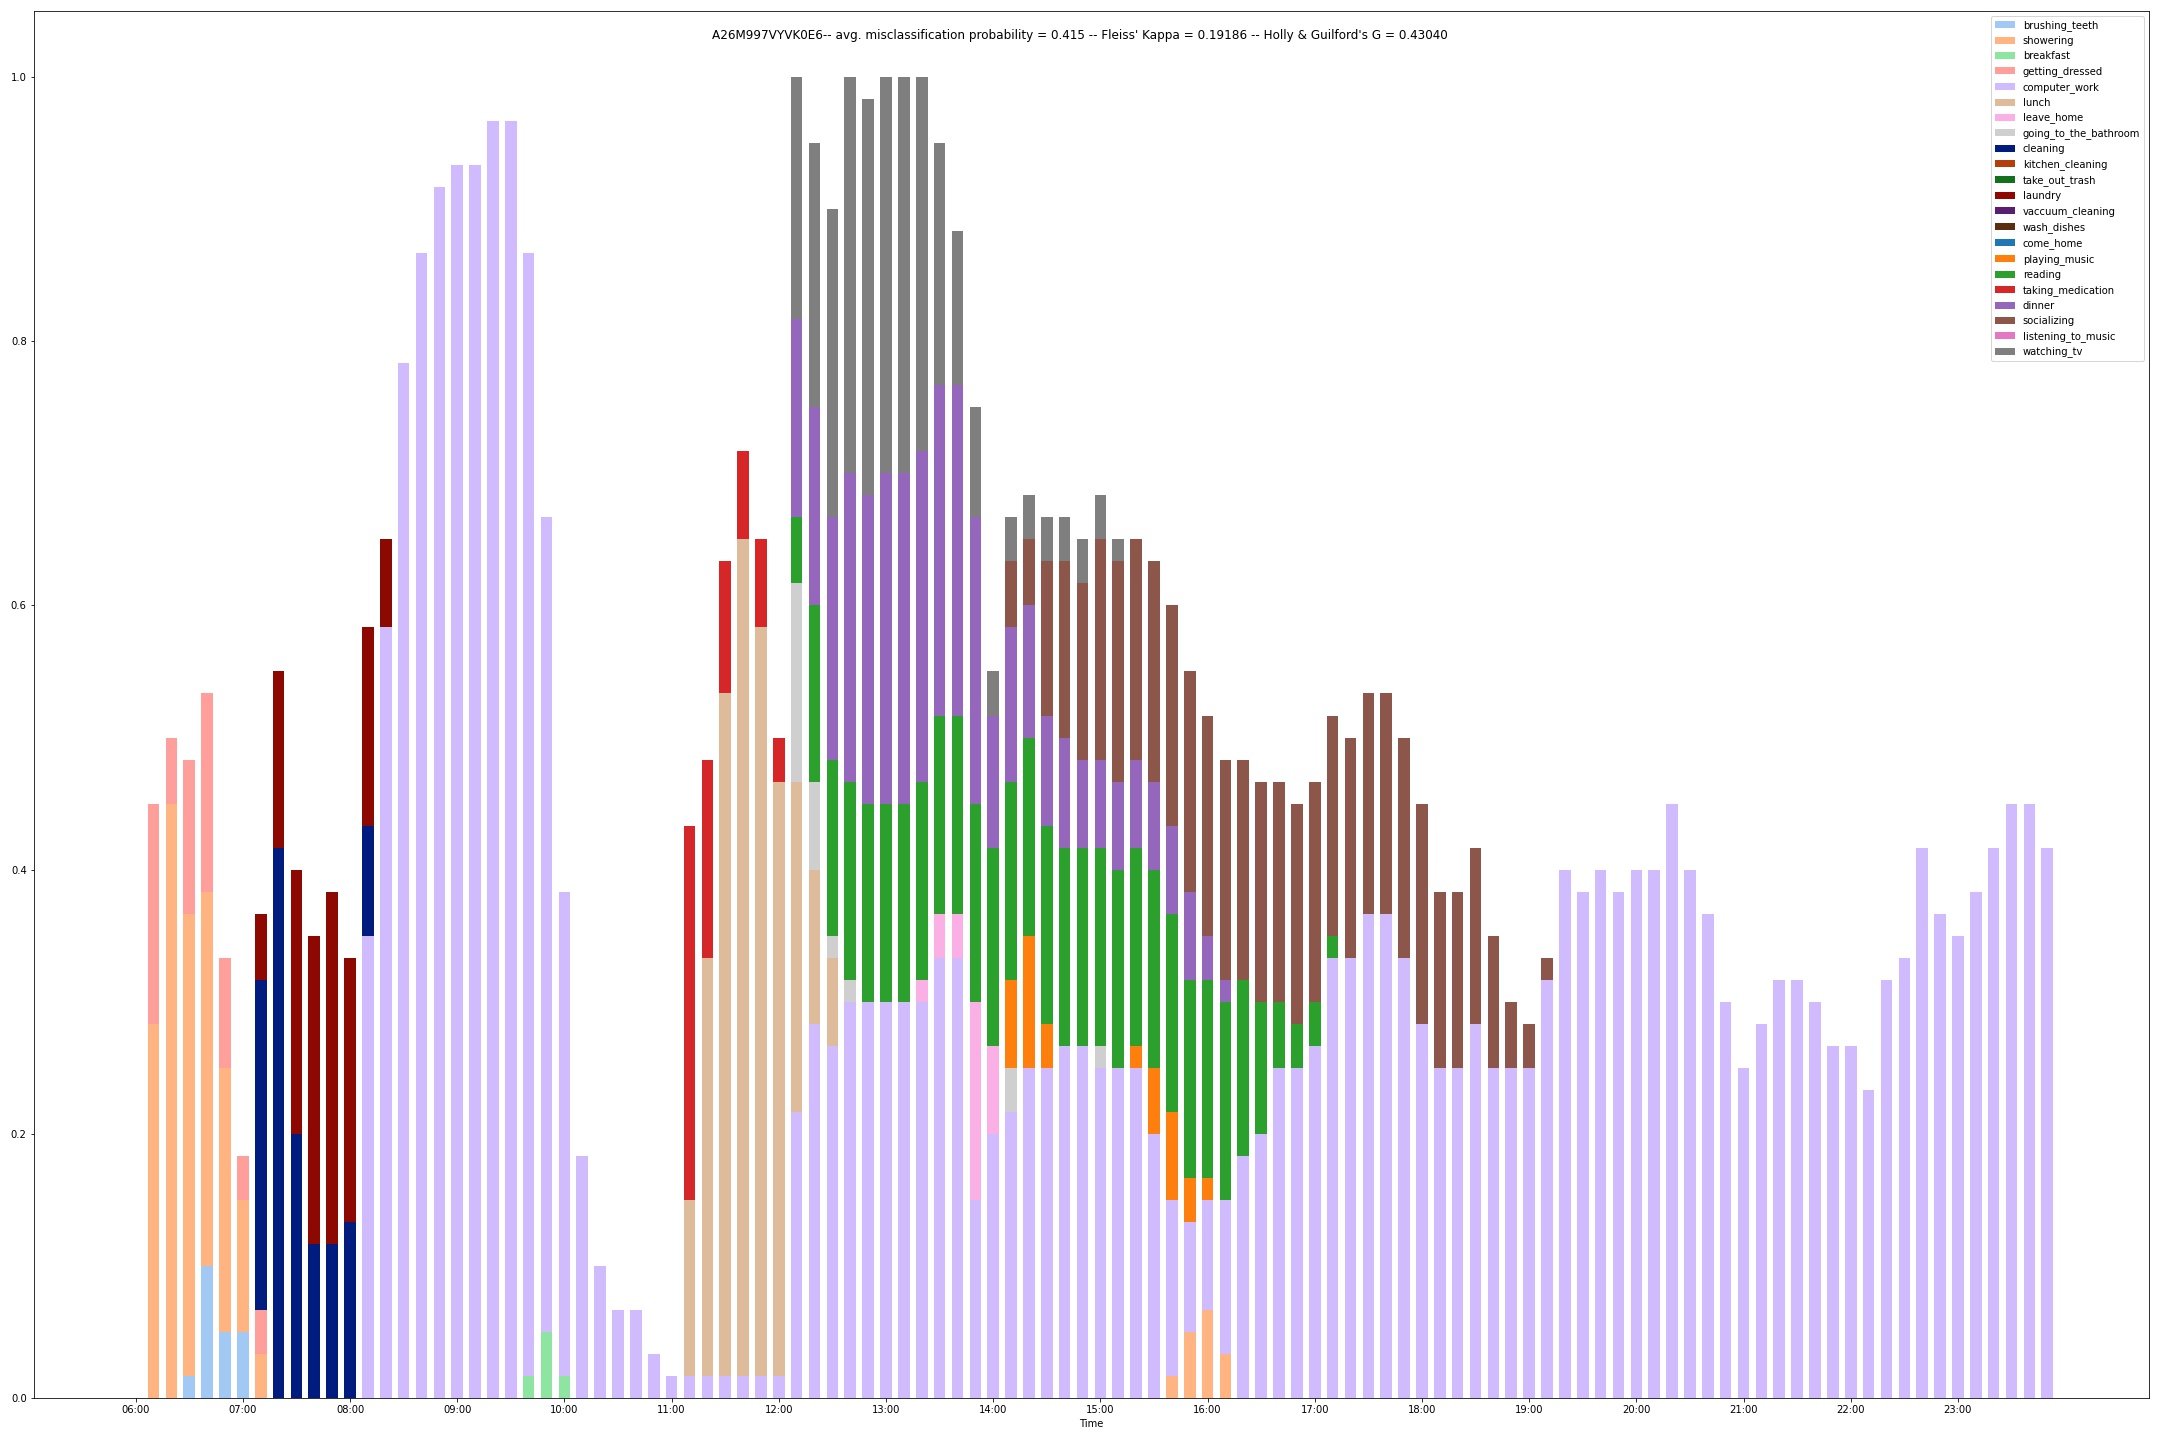 A26M997VYVK0E6-- avg. misclassification probability = 0.415 -- Fleiss' Kappa = 0.19186 -- Holly & Guilford's G = 0.43040
brushing_teeth
showering
breakfast
getting_dressed
computer_work
lunch
leave_home
going_to_the_bathroom
cleaning
kitchen_cleaning
take_out_trash
laundry
vaccuum_cleaning
wash_dishes
come_home
playing_music
reading
taking_medication
dinner
socializing
listening_to_music
watching_tv
1.0
0.8
0.6
0.4
0.2
0.0
06:00 07:00 08:00 09:00 10:00 11:00 12:00 13:00 14:00 15:00 16:00 17:00 18:00 19:00 20:00 21:00 22:00 23:00
Time